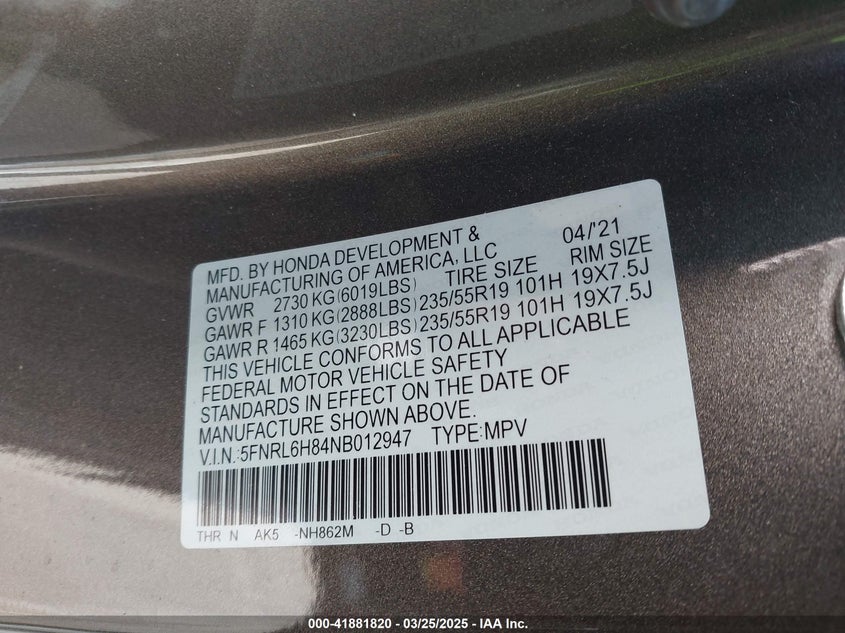 MFD. BY HONDA DEVELOPMENT & 04/'21
MANUFACTURING OF AMERICA, LLC
GVWR 2730 KG(6019LBS) TIRE SIZE RIM SIZE
GAWR F 1310 KG(2888LBS) 235/55R19 101H 19X7.5J
GAWR R 1465 KG(3230LBS) 235/55R19 101H 19X7.5J
THIS VEHICLE CONFORMS TO ALL APPLICABLE
FEDERAL MOTOR VEHICLE SAFETY
STANDARDS IN EFFECT ON THE DATE OF
MANUFACTURE SHOWN ABOVE.
V.I.N.:5FNRL6H84NB012947 TYPE:MPV
THR N AK5 -NH862M -D -B
000-41881820 — 03/25/2025 — IAA Inc.